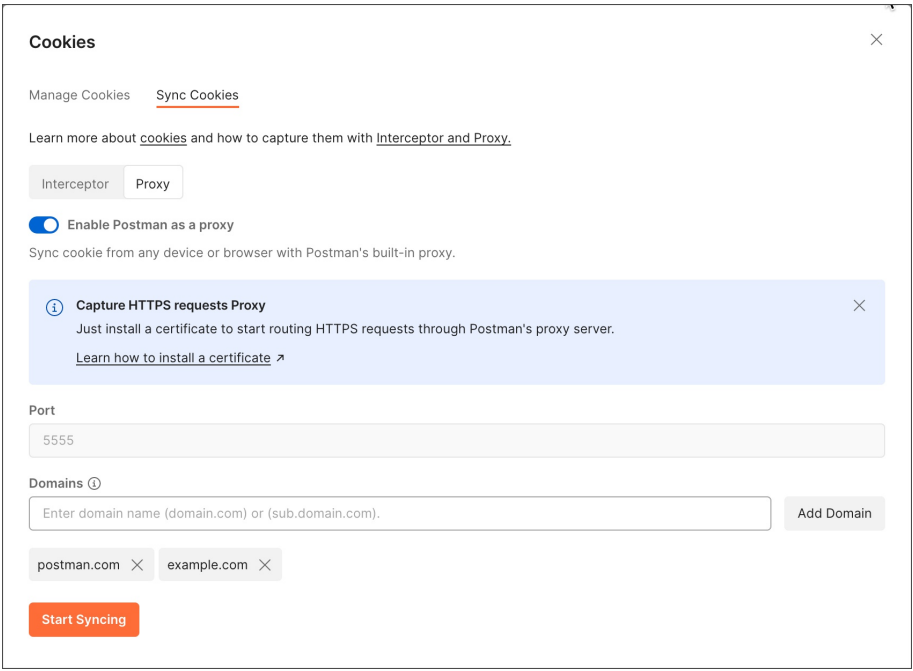 Cookies
Manage Cookies Sync Cookies
Learn more about cookies and how to capture them with Interceptor and Proxy.
Interceptor Proxy
Enable Postman as a proxy
Sync cookie from any device or browser with Postman's built-in proxy.
Capture HTTPS requests Proxy
Just install a certificate to start routing HTTPS requests through Postman's proxy server.
Learn how to install a certificate ↗
Port
5555
Domains
Enter domain name (domain.com) or (sub.domain.com). Add Domain
postman.com example.com
Start Syncing